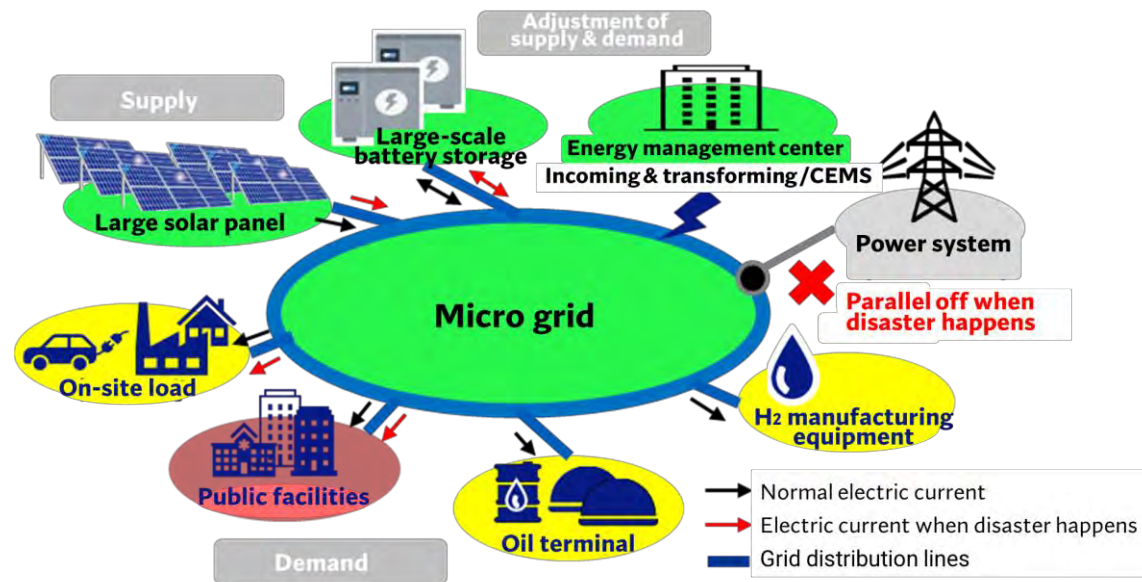 Adjustment of
supply & demand
Supply
Large-scale
battery storage
Energy management center
Incoming & transforming/CEMS
Large solar panel
Power system
Micro grid
Parallel off when
disaster happens
On-site load
H2 manufacturing
equipment
Public facilities
Oil terminal
Demand
Normal electric current
Electric current when disaster happens
Grid distribution lines